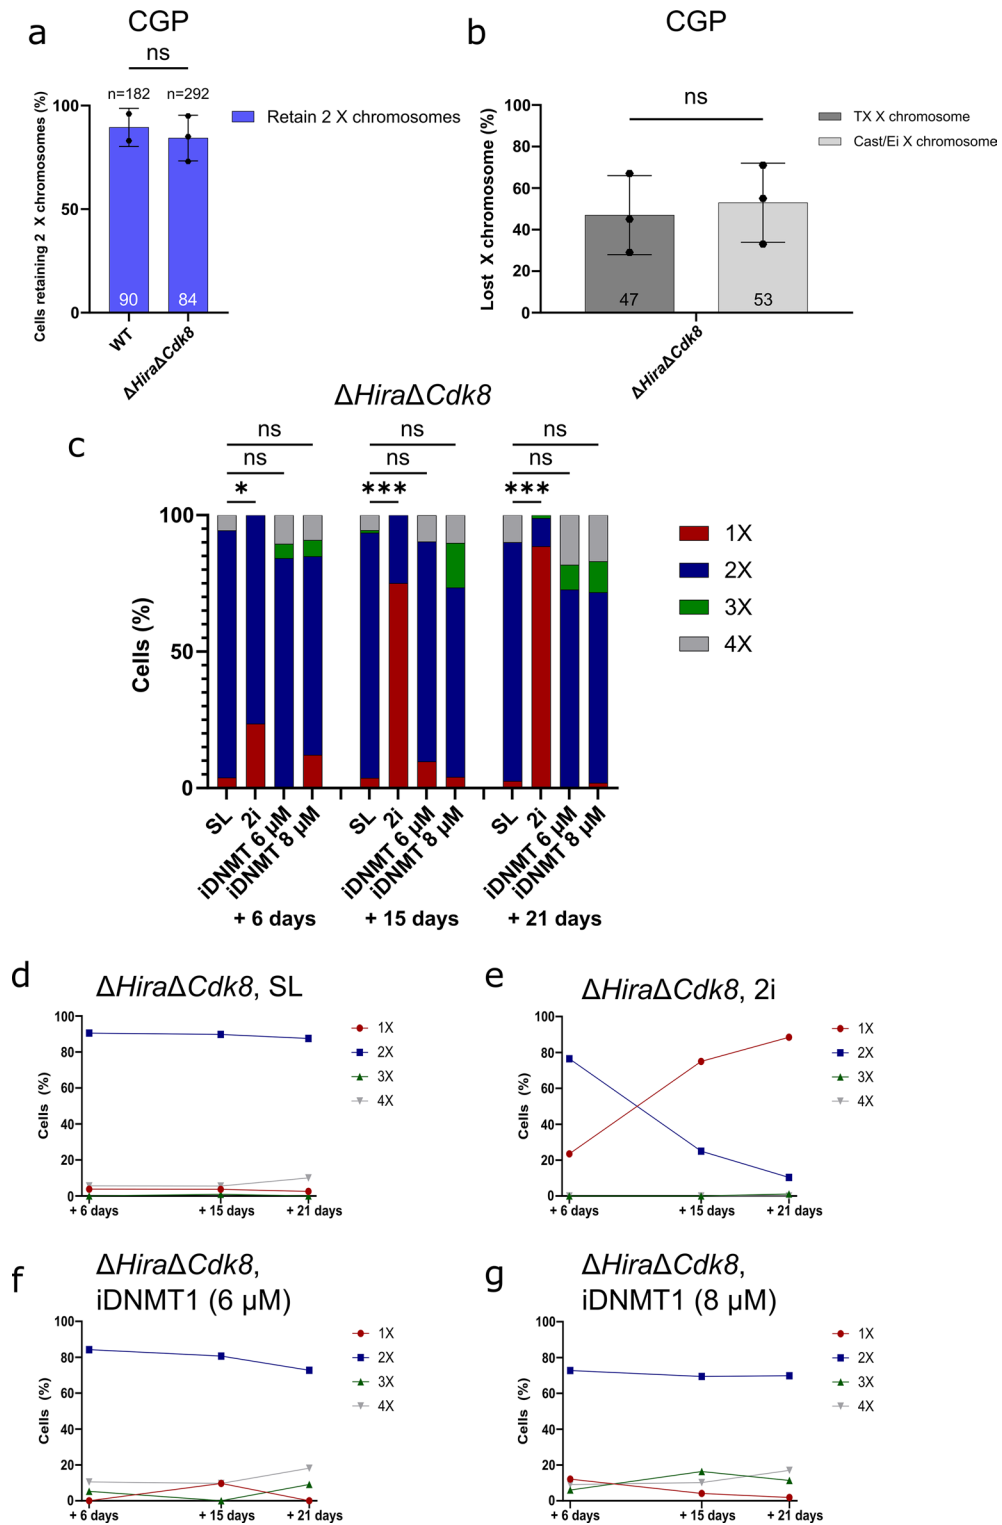 a
CGP
ns
n=182
n=292
Cells retaining 2 X chromosomes (%)
100
50
0
90
84
WT
ΔHiraΔCdk8
Retain 2 X chromosomes
b
CGP
ns
Lost X chromosome (%)
100
80
60
40
20
0
47
53
ΔHiraΔCdk8
TX X chromosome
Cast/Ei X chromosome
c
ΔHiraΔCdk8
ns
ns
*
ns
ns
***
ns
ns
***
Cells (%)
100
50
0
SL
2i
iDNMT 6 µM
iDNMT 8 µM
SL
2i
iDNMT 6 µM
iDNMT 8 µM
SL
2i
iDNMT 6 µM
iDNMT 8 µM
+ 6 days
+ 15 days
+ 21 days
1X
2X
3X
4X
d
ΔHiraΔCdk8, SL
Cells (%)
100
80
60
40
20
0
+ 6 days
+ 15 days
+ 21 days
1X
2X
3X
4X
e
ΔHiraΔCdk8, 2i
Cells (%)
100
80
60
40
20
0
+ 6 days
+ 15 days
+ 21 days
1X
2X
3X
4X
f
ΔHiraΔCdk8,
iDNMT1 (6 µM)
Cells (%)
100
80
60
40
20
0
+ 6 days
+ 15 days
+ 21 days
1X
2X
3X
4X
g
ΔHiraΔCdk8,
iDNMT1 (8 µM)
Cells (%)
100
80
60
40
20
0
+ 6 days
+ 15 days
+ 21 days
1X
2X
3X
4X